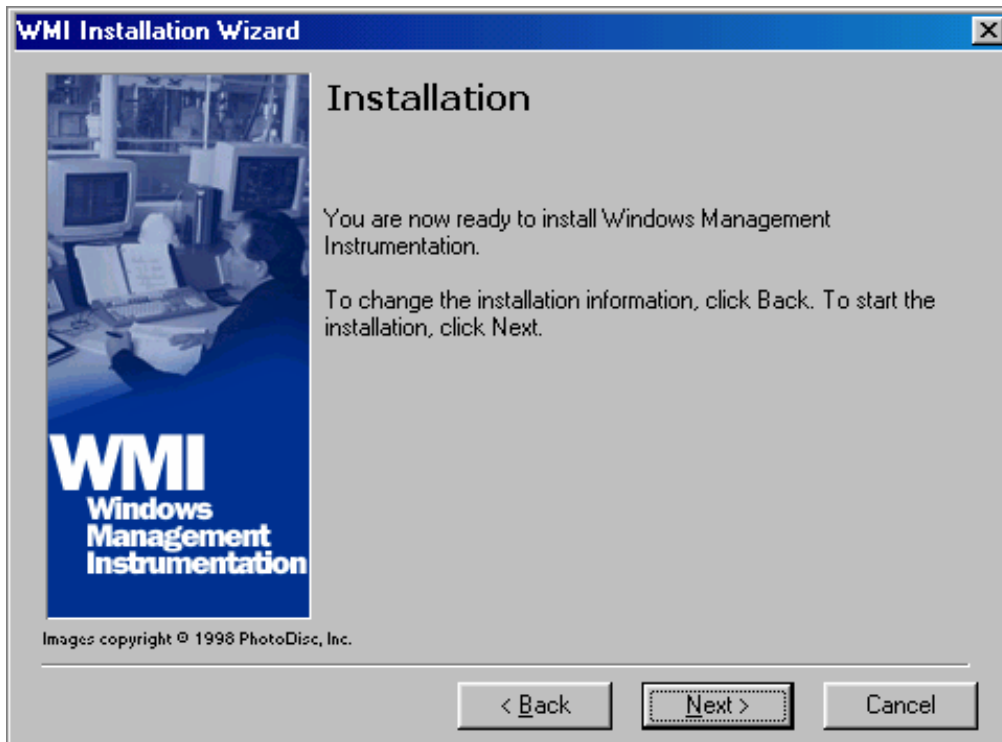 WMI Installation Wizard
Installation
You are now ready to install Windows Management
Instrumentation.
To change the installation information, click Back. To start the
installation, click Next.
WMI
Windows
Management
Instrumentation
Images copyright © 1998 PhotoDisc, Inc.
< Back
Next >
Cancel